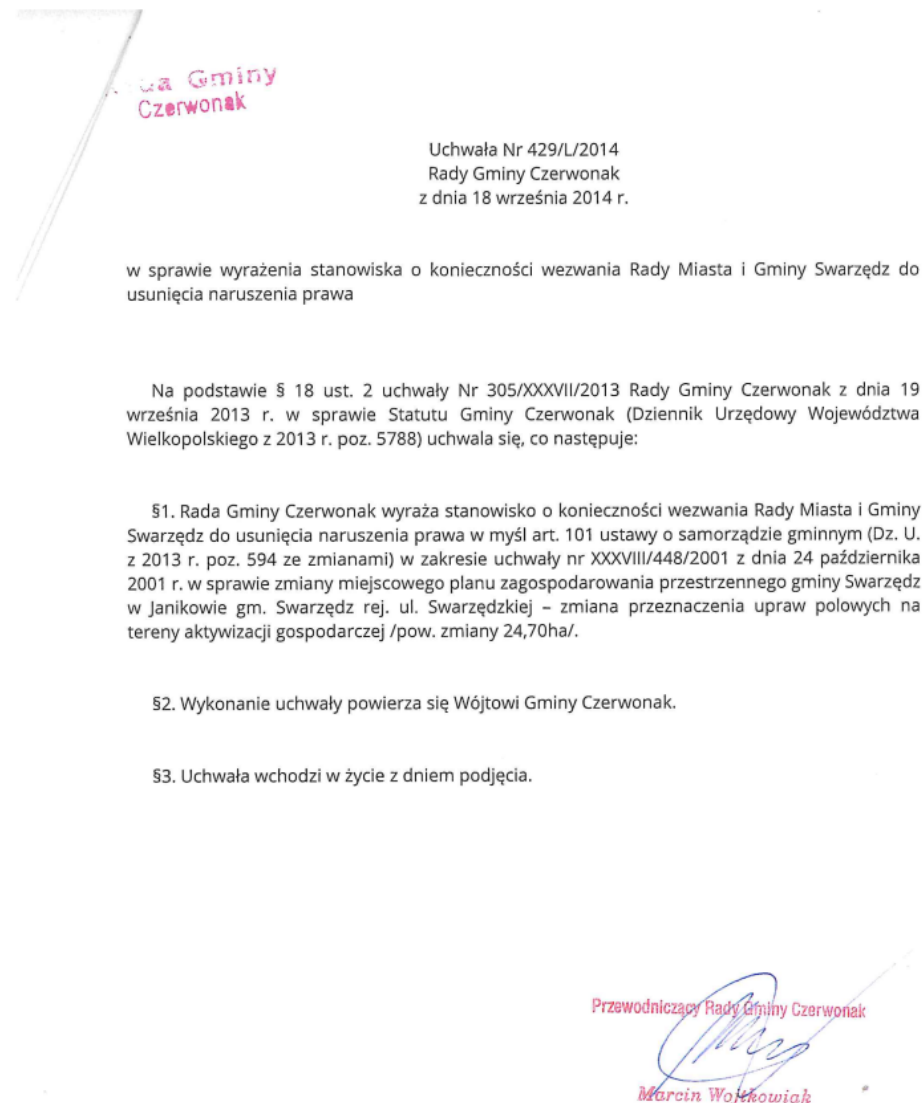 Rada Gminy
Czerwonak
Uchwała Nr 429/L/2014
Rady Gminy Czerwonak
z dnia 18 września 2014 r.
w sprawie wyrażenia stanowiska o konieczności wezwania Rady Miasta i Gminy Swarzędz do
usunięcia naruszenia prawa
Na podstawie § 18 ust. 2 uchwały Nr 305/XXXVII/2013 Rady Gminy Czerwonak z dnia 19
września 2013 r. w sprawie Statutu Gminy Czerwonak (Dziennik Urzędowy Województwa
Wielkopolskiego z 2013 r. poz. 5788) uchwala się, co następuje:
§1. Rada Gminy Czerwonak wyraża stanowisko o konieczności wezwania Rady Miasta i Gminy
Swarzędz do usunięcia naruszenia prawa w myśl art. 101 ustawy o samorządzie gminnym (Dz. U.
z 2013 r. poz. 594 ze zmianami) w zakresie uchwały nr XXXVIII/448/2001 z dnia 24 października
2001 r. w sprawie zmiany miejscowego planu zagospodarowania przestrzennego gminy Swarzędz
w Janikowie gm. Swarzędz rej. ul. Swarzędzkiej – zmiana przeznaczenia upraw polowych na
tereny aktywizacji gospodarczej /pow. zmiany 24,70ha/.
§2. Wykonanie uchwały powierza się Wójtowi Gminy Czerwonak.
§3. Uchwała wchodzi w życie z dniem podjęcia.
Przewodniczący Rady Gminy Czerwonak
Marcin Wojtkowiak